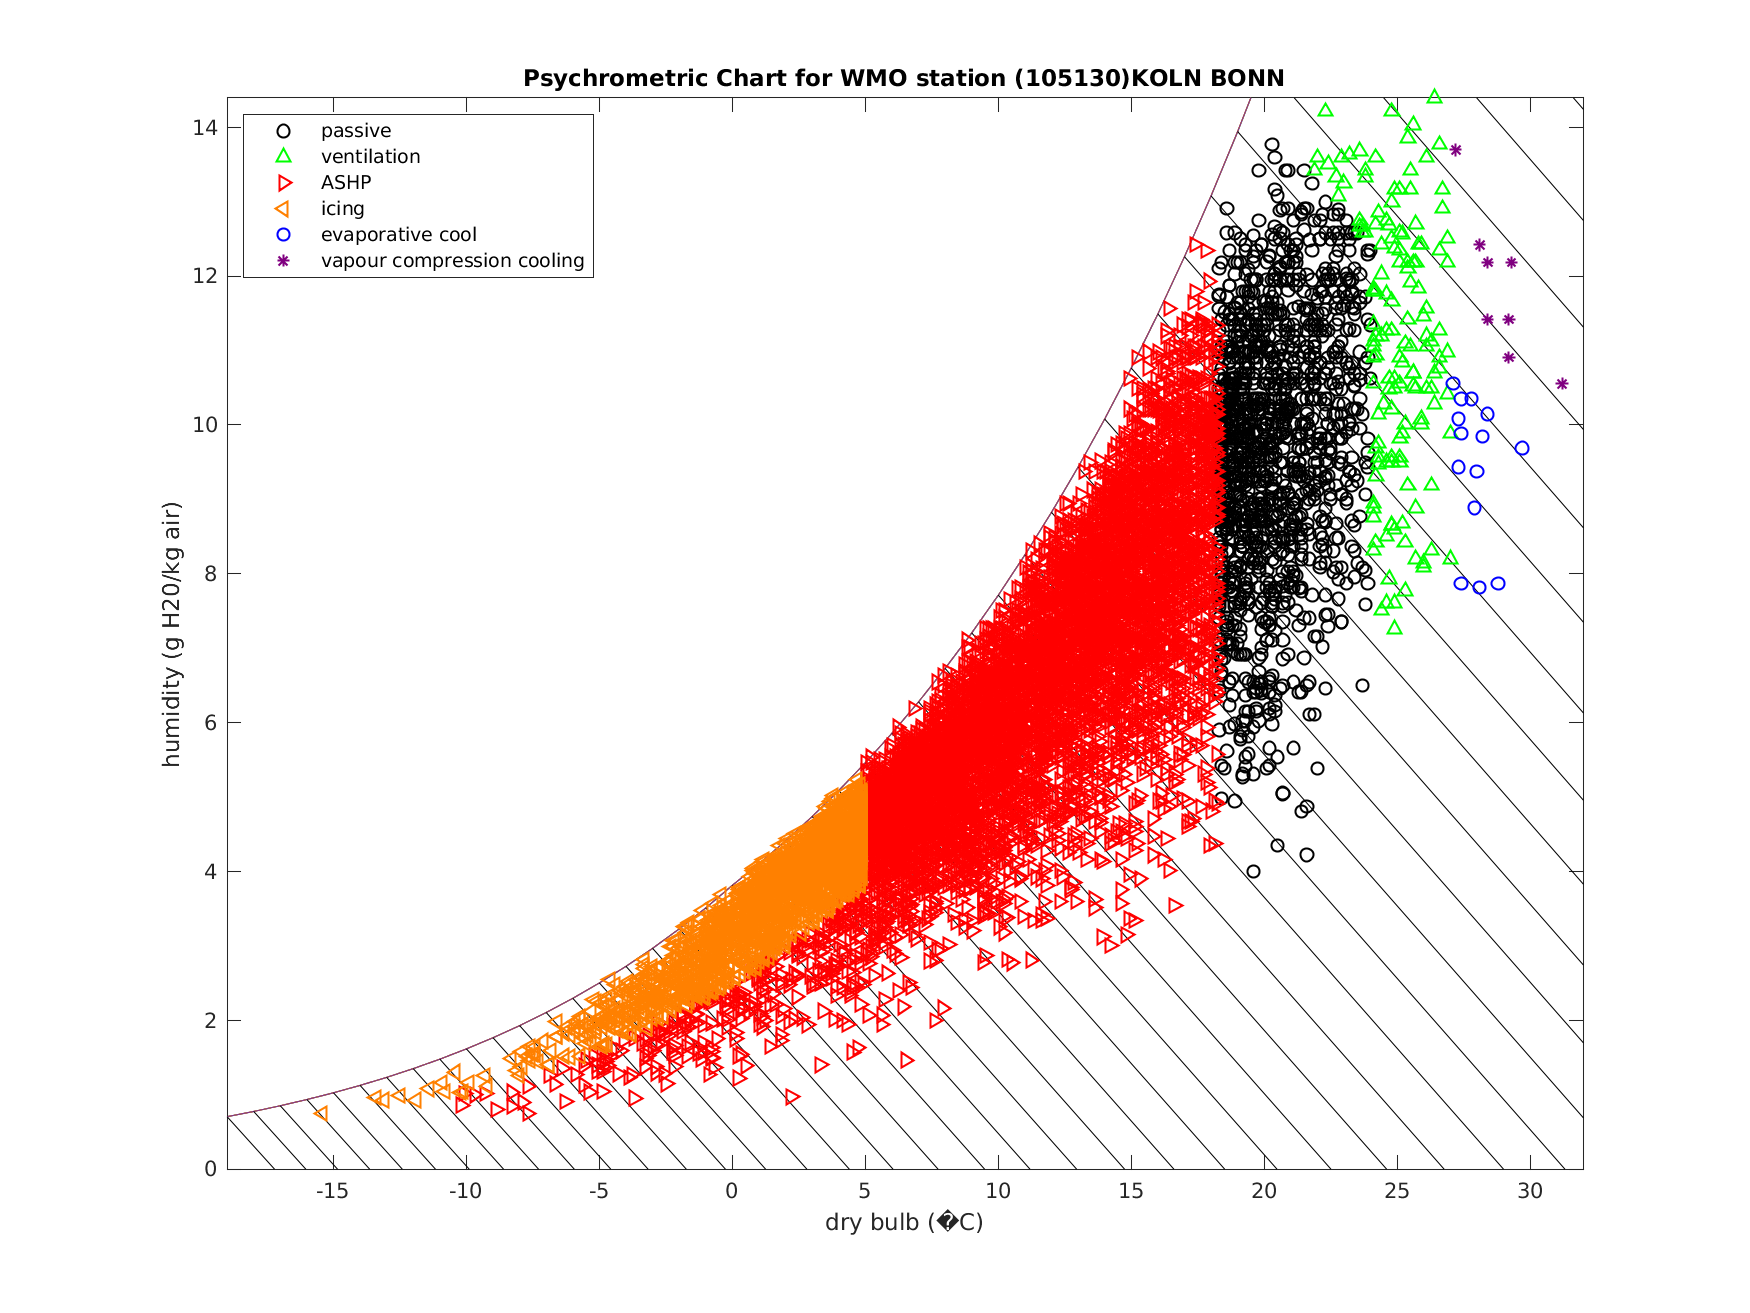 Psychrometric Chart for WMO station (105130)KOLN BONN
passive
ventilation
ASHP
icing
evaporative cool
vapour compression cooling
14
12
10
8
6
4
2
0
humidity (g H20/kg air)
-15
-10
-5
0
5
10
15
20
25
30
dry bulb (�C)